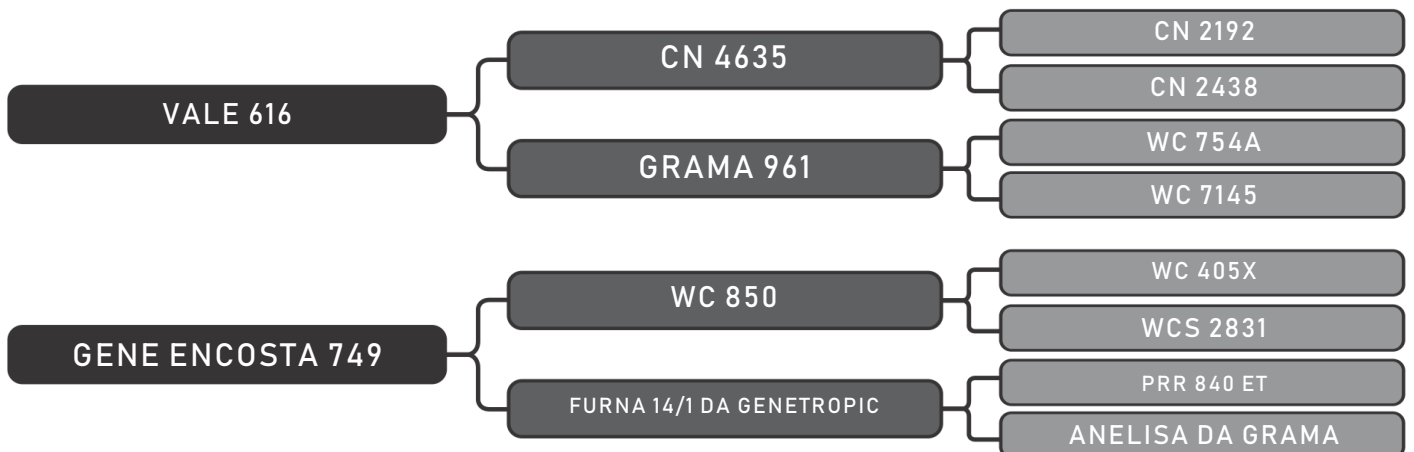 VALE 616
CN 4635
CN 2192
CN 2438
GRAMA 961
WC 754A
WC 7145
GENE ENCOSTA 749
WC 850
WC 405X
WCS 2831
FURNA 14/1 DA GENETROPIC
PRR 840 ET
ANELISA DA GRAMA